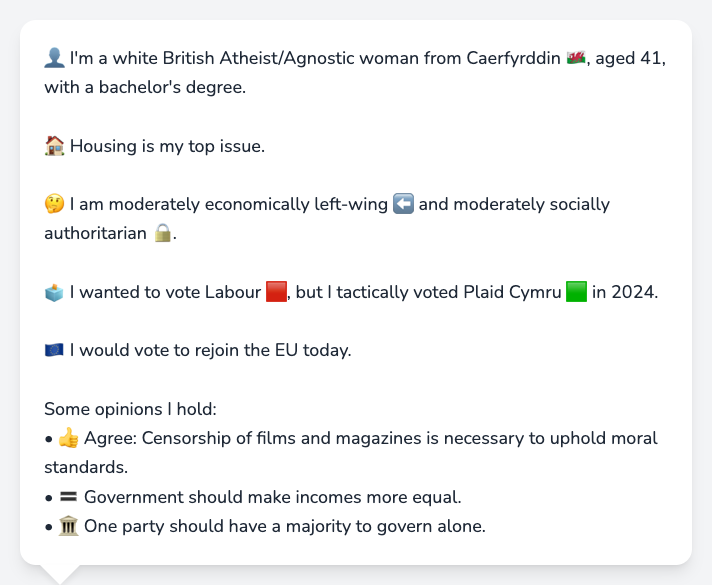 👤 I'm a white British Atheist/Agnostic woman from Caerfyrddin 🏴󠁧󠁢󠁷󠁬󠁳󠁿, aged 41,
with a bachelor's degree.
🏠 Housing is my top issue.
🤔 I am moderately economically left-wing ⬅️ and moderately socially
authoritarian 🔒.
🗳️ I wanted to vote Labour 🟥, but I tactically voted Plaid Cymru 🟩 in 2024.
🇪🇺 I would vote to rejoin the EU today.
Some opinions I hold:
• 👍 Agree: Censorship of films and magazines is necessary to uphold moral
standards.
• 🟰 Government should make incomes more equal.
• 🏛️ One party should have a majority to govern alone.